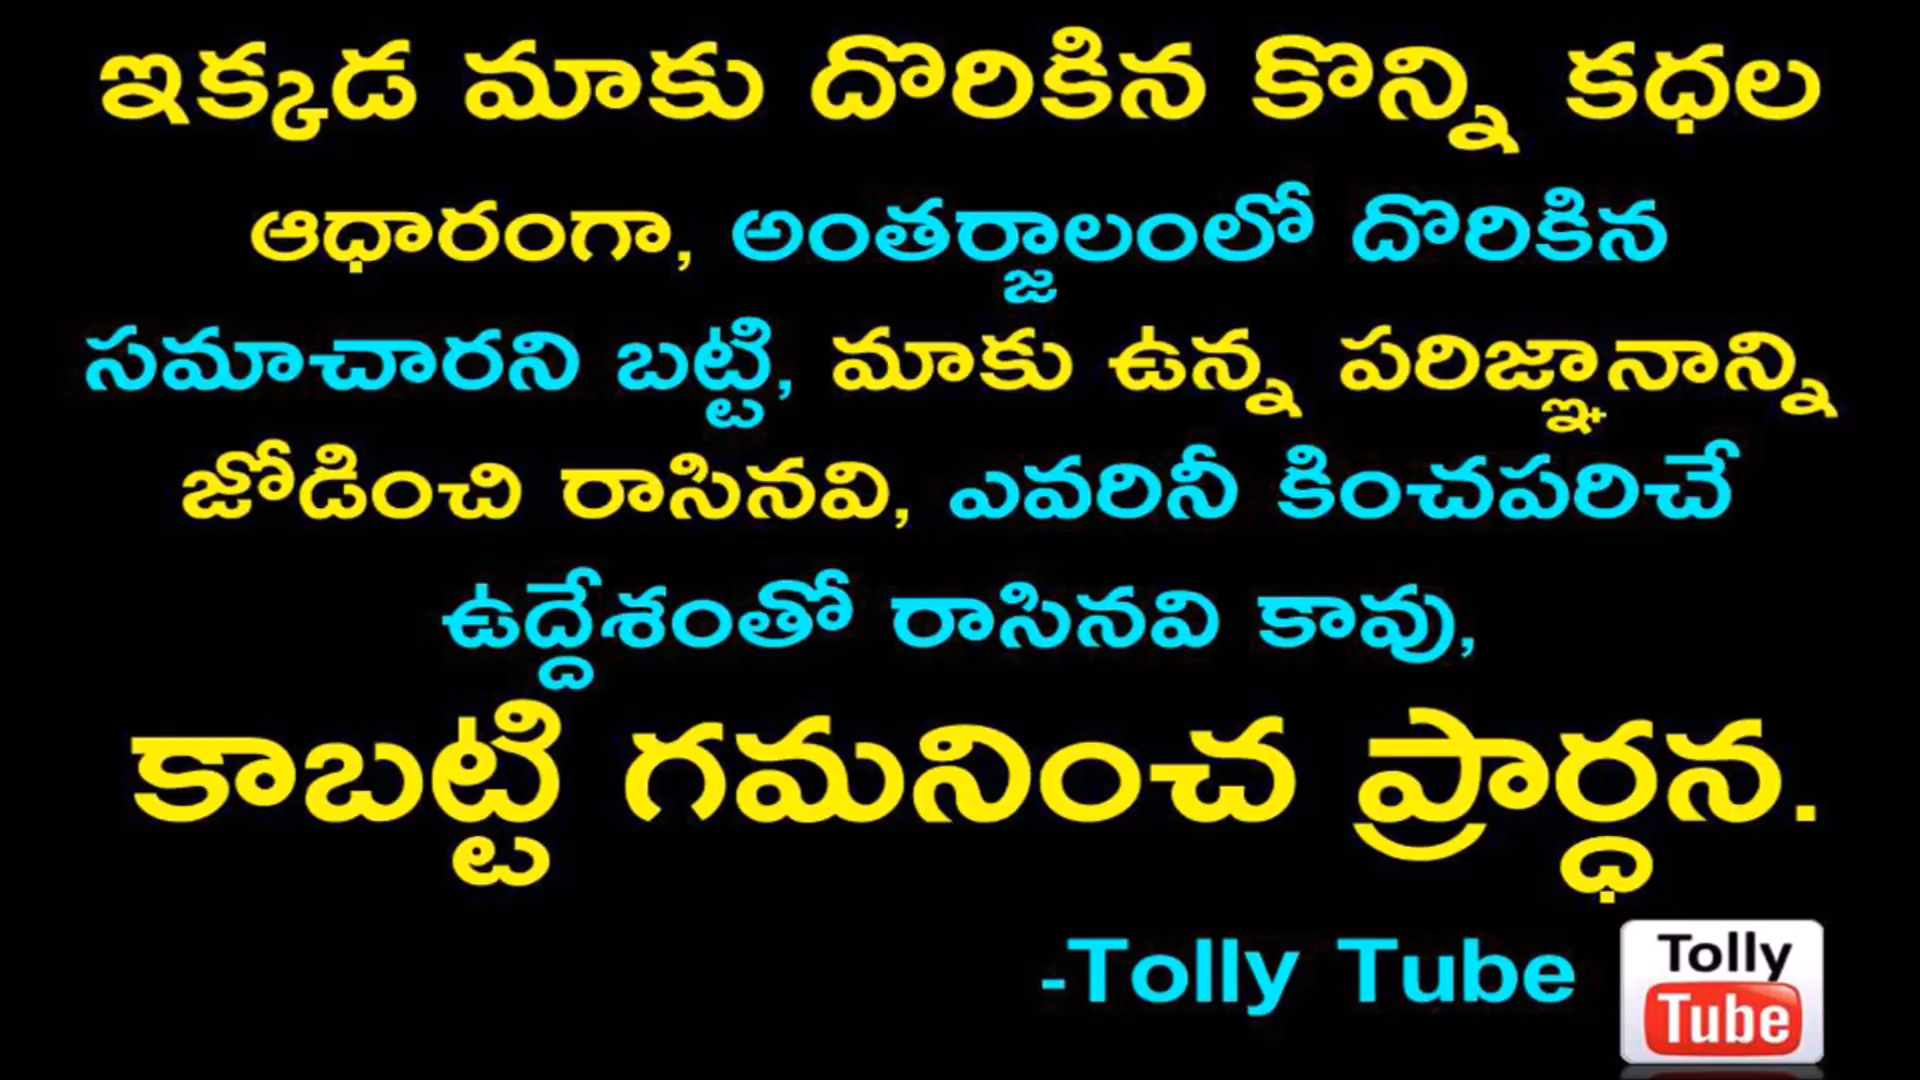 ఇక్కడ మాకు దొరికిన కొన్ని కధల
ఆధారంగా, అంతర్జాలంలో దొరికిన
సమాచారని బట్టి, మాకు ఉన్న పరిజ్ఞానాన్ని
జోడించి రాసినవి, ఎవరినీ కించపరిచే
ఉద్దేశంతో రాసినవి కావు,
కాబట్టి గమనించ ప్రార్ధన.
-Tolly Tube
Tolly
Tube